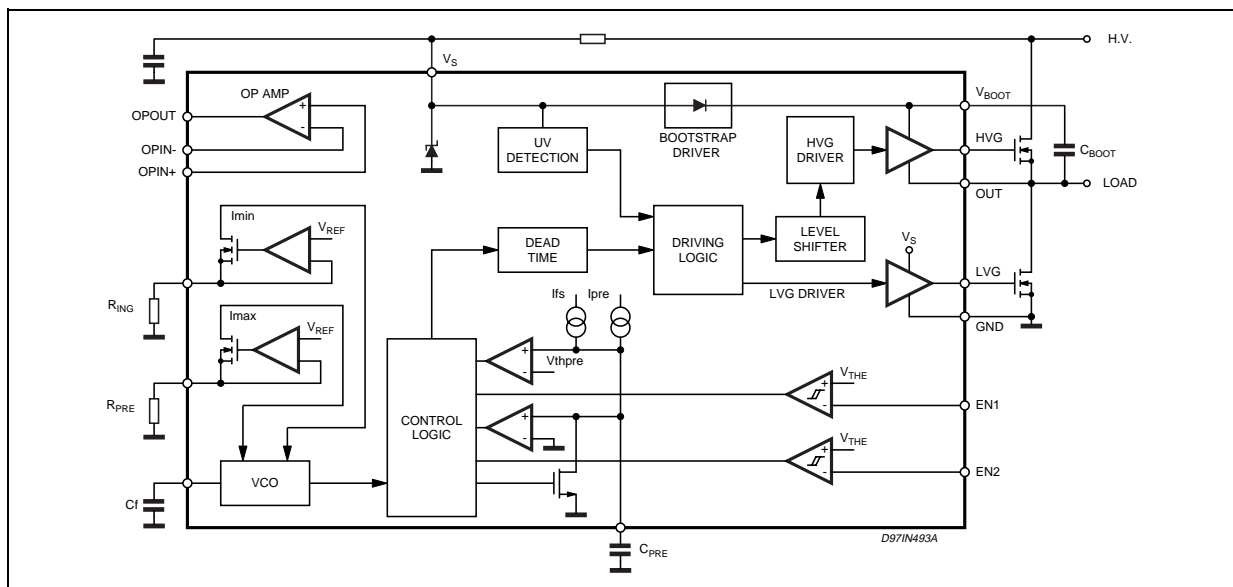 H.V.
VS
OP AMP
VBOOT
OPOUT
BOOTSTRAP
DRIVER
HVG
UV
DETECTION
HVG
DRIVER
CBOOT
OPIN-
OPIN+
OUT
LOAD
Imin
VREF
DEAD
TIME
DRIVING
LOGIC
LEVEL
SHIFTER
VS
LVG
LVG DRIVER
RING
Ifs
Ipre
GND
Imax
VREF
Vthpre
VTHE
RPRE
CONTROL
LOGIC
EN1
VTHE
EN2
VCO
Cf
D97IN493A
CPRE
+
-
+
-
+
-
+
-
+
-